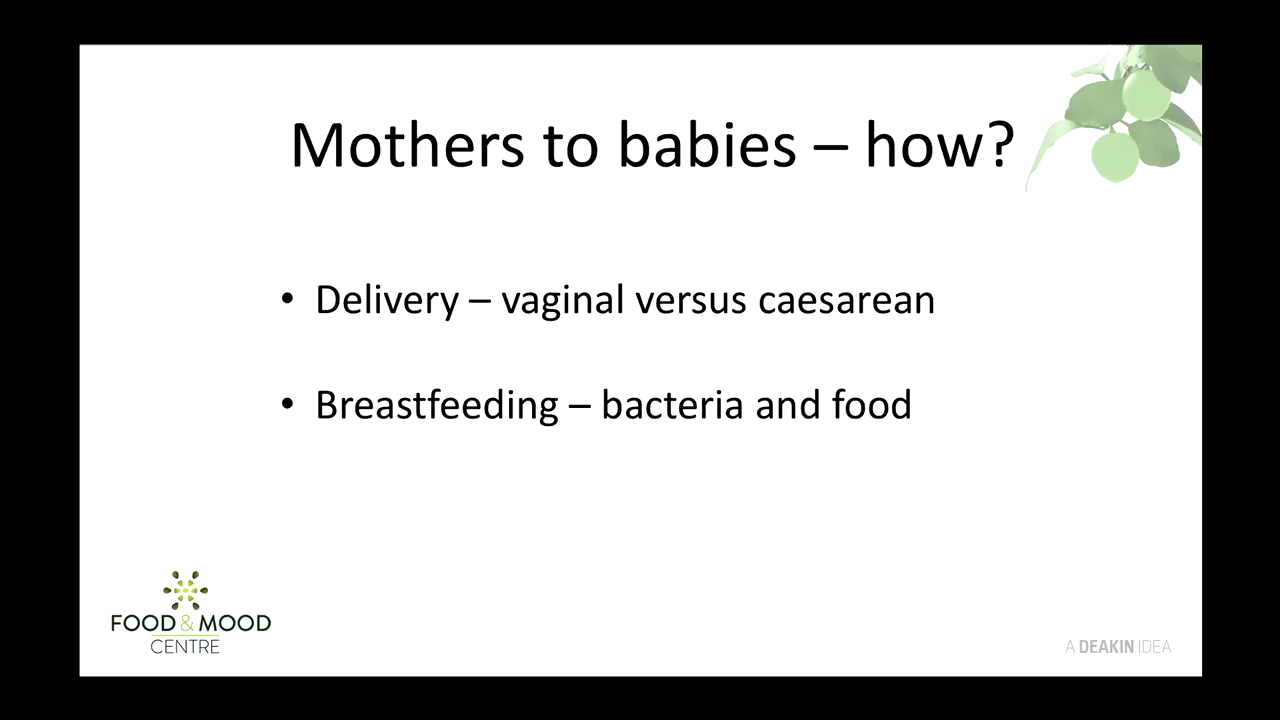 Mothers to babies – how?
• Delivery – vaginal versus caesarean
• Breastfeeding – bacteria and food
FOOD & MOOD
CENTRE
A DEAKIN IDEA